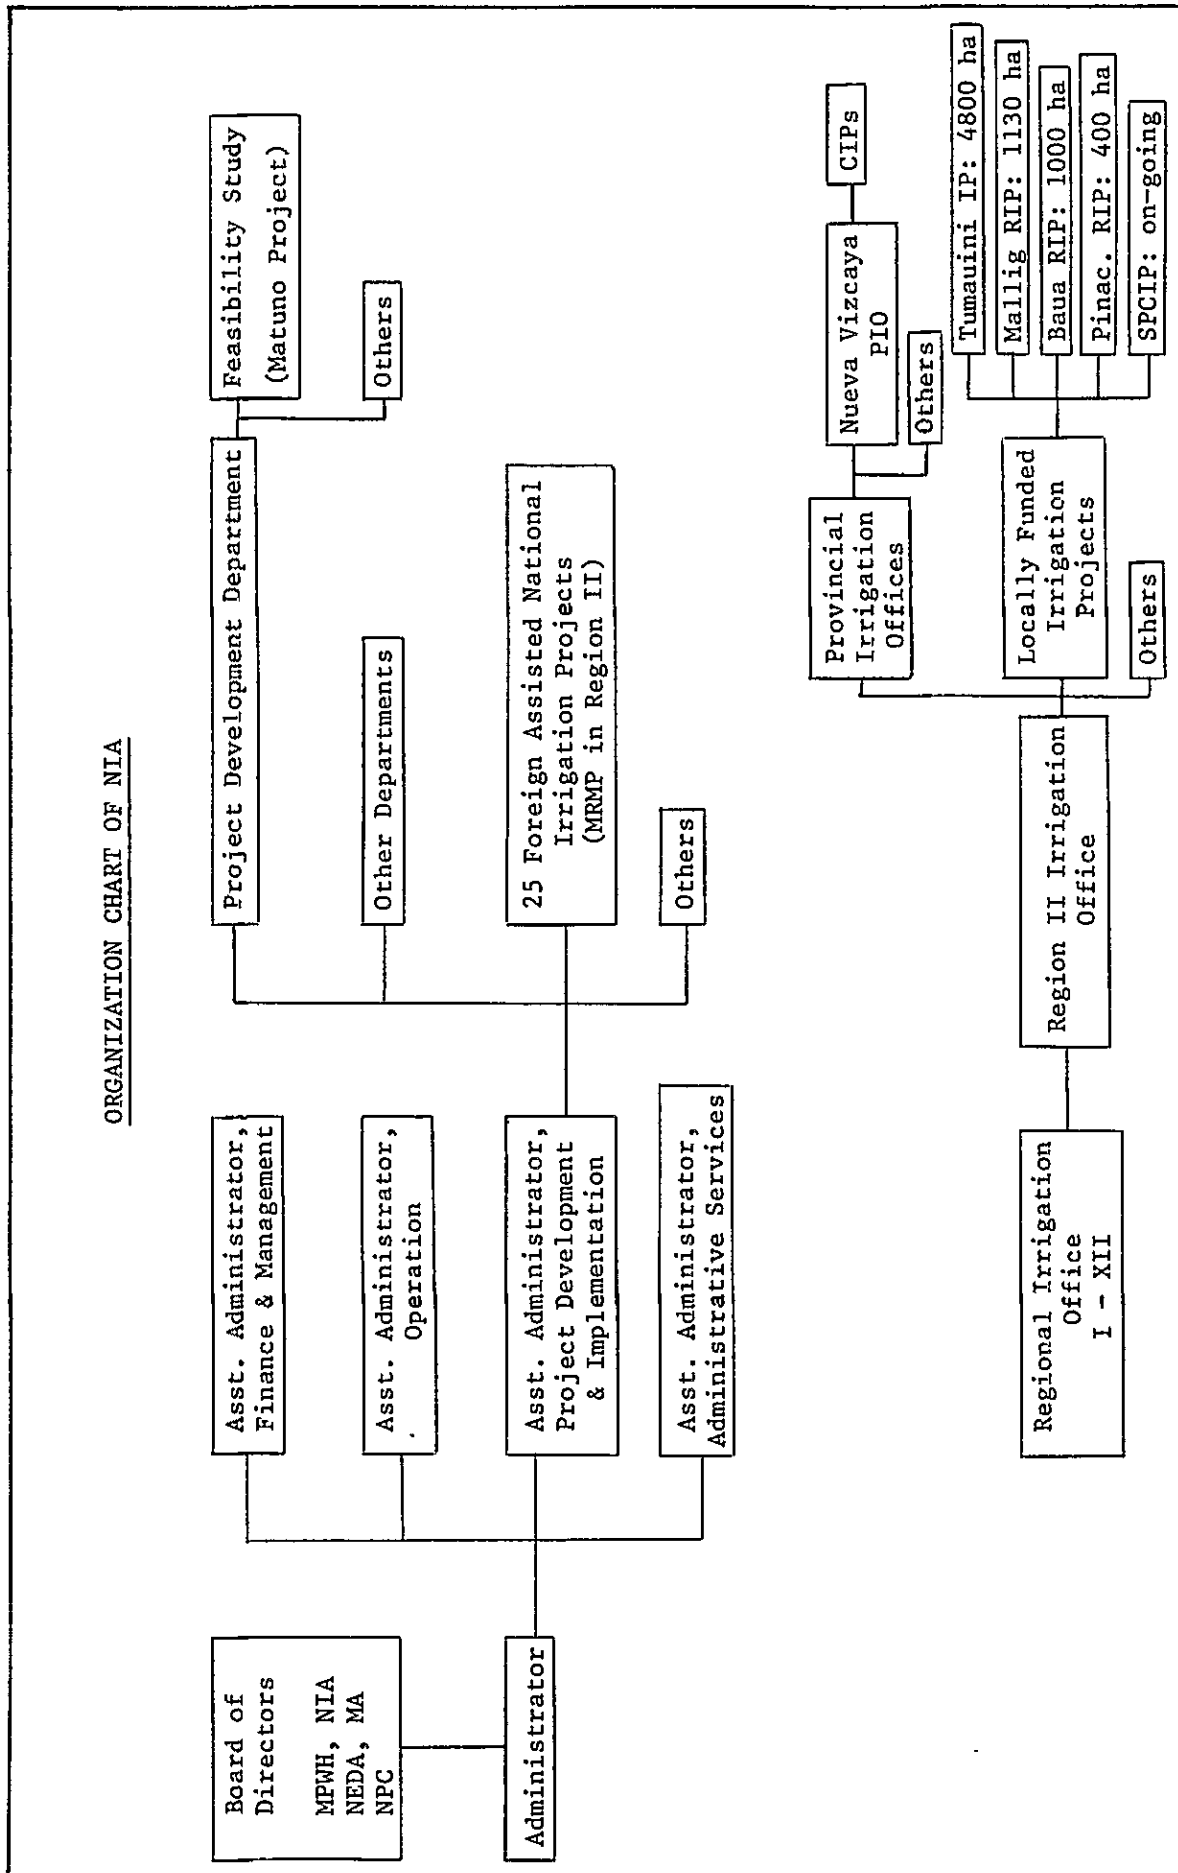 ORGANIZATION CHART OF NIA
Board of
Directors
MPWH, NIA
NEDA, MA
NPC
Administrator
Asst. Administrator,
Finance & Management
Asst. Administrator,
Operation
Asst. Administrator,
Project Development
& Implementation
Asst. Administrator,
Administrative Services
Project Development Department
Other Departments
25 Foreign Assisted National
Irrigation Projects
(MRMP in Region II)
Others
Feasibility Study
(Matuno Project)
Others
Regional Irrigation
Office
I - XII
Region II Irrigation
Office
Provincial
Irrigation
Offices
Locally Funded
Irrigation
Projects
Others
Nueva Vizcaya
PIO
Others
CIPs
Tumauini IP: 4800 ha
Mallig RIP: 1130 ha
Baua RIP: 1000 ha
Pinac. RIP: 400 ha
SPCIP: on-going